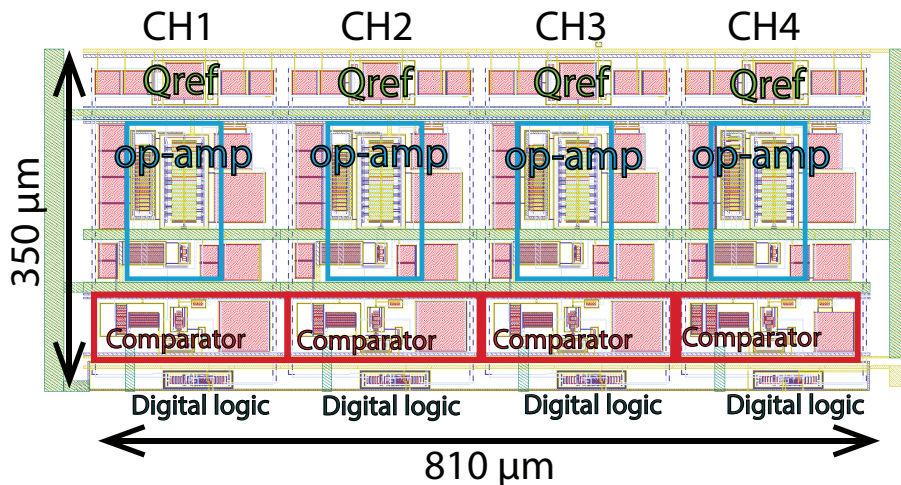 CH1 CH2 CH3 CH4
Qref Qref Qref Qref
op-amp op-amp op-amp op-amp
350 μm
Comparator Comparator Comparator Comparator
Digital logic Digital logic Digital logic Digital logic
810 μm